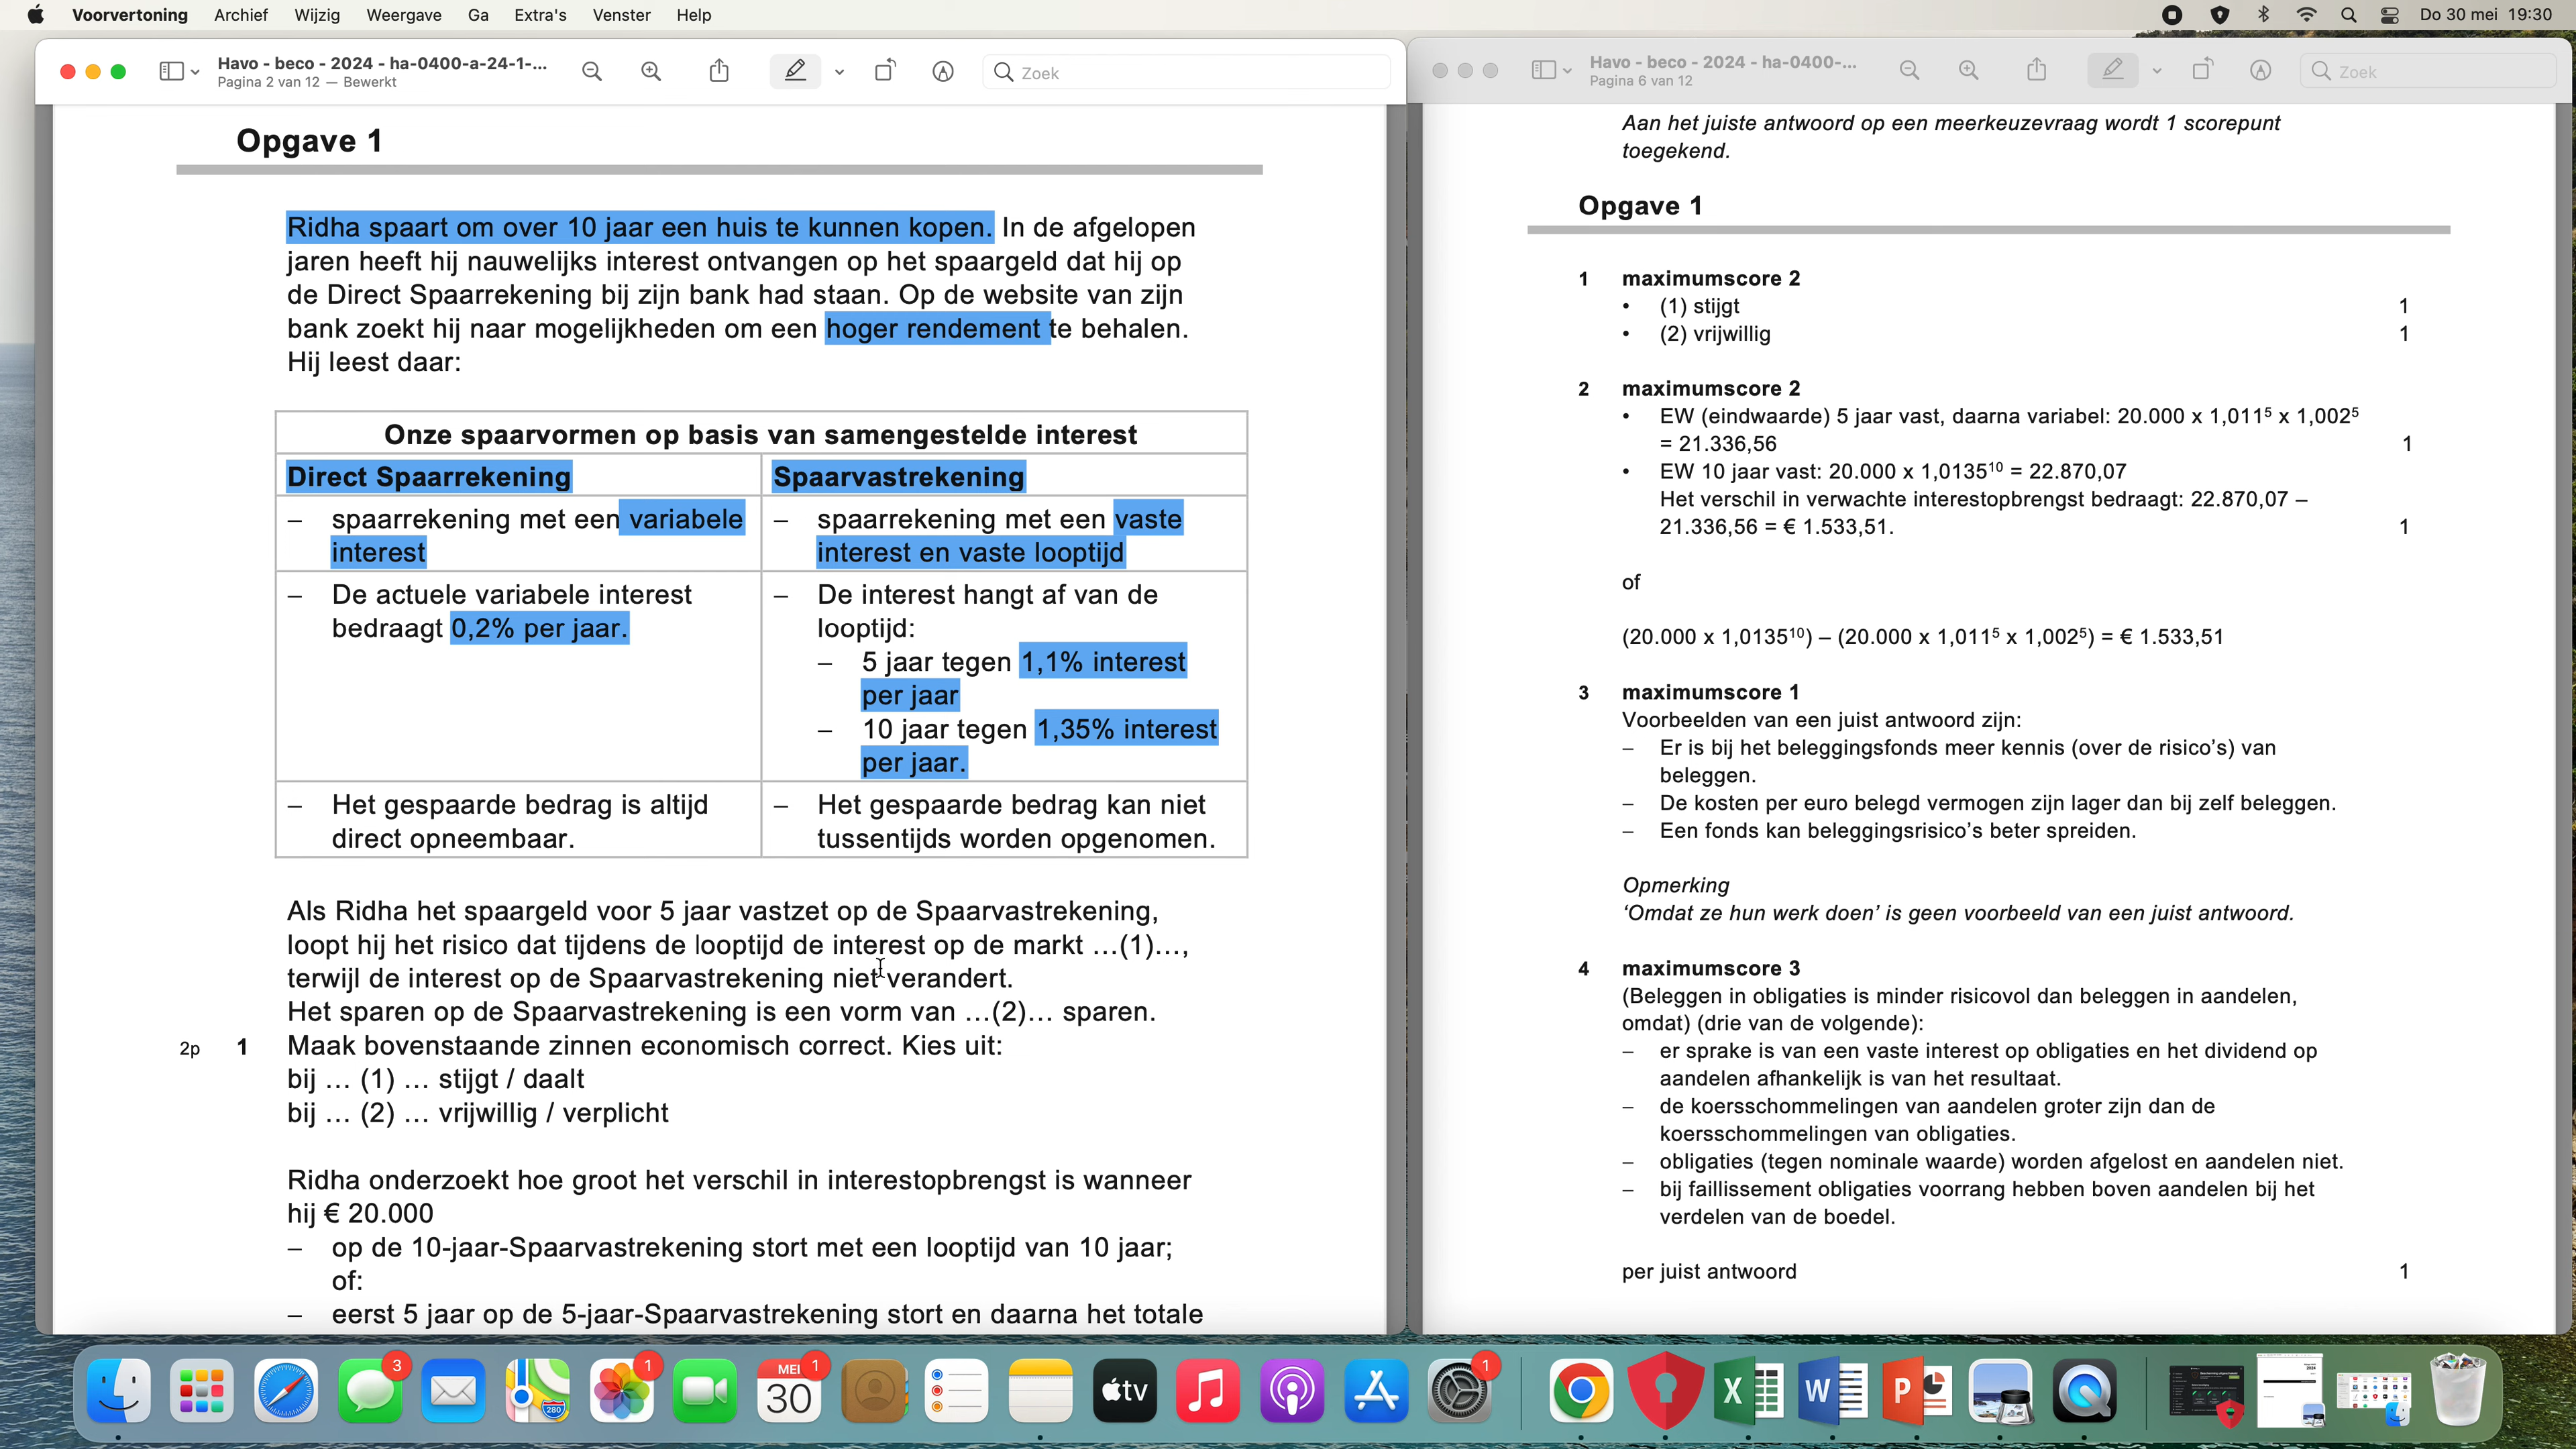 Voorvertoning Archief Wijzig Weergave Ga Extra's Venster Help
Do 30 mei 19:30
Havo - beco - 2024 - ha-0400-a-24-1-...
Pagina 2 van 12 — Bewerkt
Zoek
Opgave 1
Ridha spaart om over 10 jaar een huis te kunnen kopen. In de afgelopen
jaren heeft hij nauwelijks interest ontvangen op het spaargeld dat hij op
de Direct Spaarrekening bij zijn bank had staan. Op de website van zijn
bank zoekt hij naar mogelijkheden om een hoger rendement te behalen.
Hij leest daar:
Onze spaarvormen op basis van samengestelde interest
Direct Spaarrekening
– spaarrekening met een variabele
interest
– De actuele variabele interest
bedraagt 0,2% per jaar.
– Het gespaarde bedrag is altijd
direct opneembaar.
Spaarvastrekening
– spaarrekening met een vaste
interest en vaste looptijd
– De interest hangt af van de
looptijd:
– 5 jaar tegen 1,1% interest
per jaar
– 10 jaar tegen 1,35% interest
per jaar.
– Het gespaarde bedrag kan niet
tussentijds worden opgenomen.
Als Ridha het spaargeld voor 5 jaar vastzet op de Spaarvastrekening,
loopt hij het risico dat tijdens de looptijd de interest op de markt ...(1)...,
terwijl de interest op de Spaarvastrekening niet verandert.
Het sparen op de Spaarvastrekening is een vorm van ...(2)... sparen.
2p 1 Maak bovenstaande zinnen economisch correct. Kies uit:
bij ... (1) ... stijgt / daalt
bij ... (2) ... vrijwillig / verplicht
Ridha onderzoekt hoe groot het verschil in interestopbrengst is wanneer
hij € 20.000
– op de 10-jaar-Spaarvastrekening stort met een looptijd van 10 jaar;
of:
– eerst 5 jaar op de 5-jaar-Spaarvastrekening stort en daarna het totale
Havo - beco - 2024 - ha-0400-...
Pagina 6 van 12
Zoek
Aan het juiste antwoord op een meerkeuzevraag wordt 1 scorepunt
toegekend.
Opgave 1
1 maximumscore 2
• (1) stijgt 1
• (2) vrijwillig 1
2 maximumscore 2
• EW (eindwaarde) 5 jaar vast, daarna variabel: 20.000 x 1,011⁵ x 1,002⁵
= 21.336,56 1
• EW 10 jaar vast: 20.000 x 1,0135¹⁰ = 22.870,07
Het verschil in verwachte interestopbrengst bedraagt: 22.870,07 –
21.336,56 = € 1.533,51. 1
of
(20.000 x 1,0135¹⁰) – (20.000 x 1,011⁵ x 1,002⁵) = € 1.533,51
3 maximumscore 1
Voorbeelden van een juist antwoord zijn:
– Er is bij het beleggingsfonds meer kennis (over de risico's) van
beleggen.
– De kosten per euro belegd vermogen zijn lager dan bij zelf beleggen.
– Een fonds kan beleggingsrisico's beter spreiden.
Opmerking
'Omdat ze hun werk doen' is geen voorbeeld van een juist antwoord.
4 maximumscore 3
(Beleggen in obligaties is minder risicovol dan beleggen in aandelen,
omdat) (drie van de volgende):
– er sprake is van een vaste interest op obligaties en het dividend op
aandelen afhankelijk is van het resultaat.
– de koersschommelingen van aandelen groter zijn dan de
koersschommelingen van obligaties.
– obligaties (tegen nominale waarde) worden afgelost en aandelen niet.
– bij faillissement obligaties voorrang hebben boven aandelen bij het
verdelen van de boedel.
per juist antwoord 1
3
280
1
MEI 1
30
tv
1
X
W
P